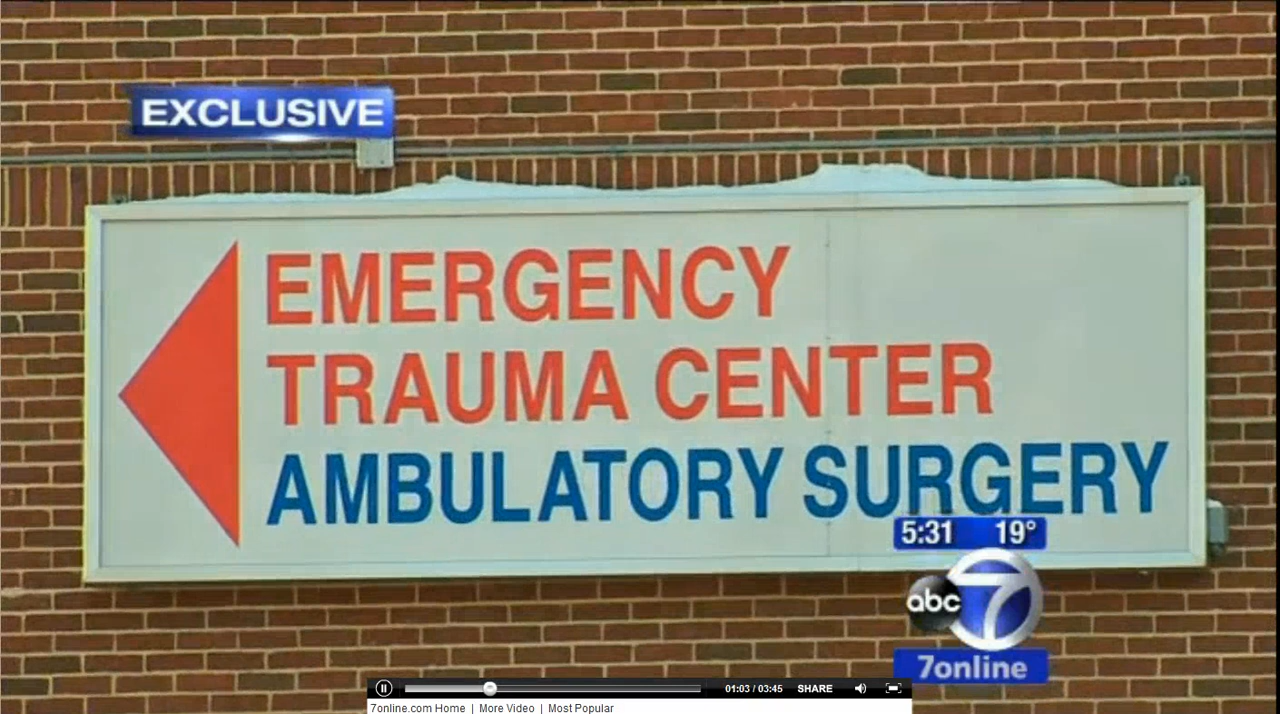 EXCLUSIVE
EMERGENCY
TRAUMA CENTER
AMBULATORY SURGERY
5:31 19°
abc 7
7online
01:03 / 03:45 SHARE
7online.com Home | More Video | Most Popular